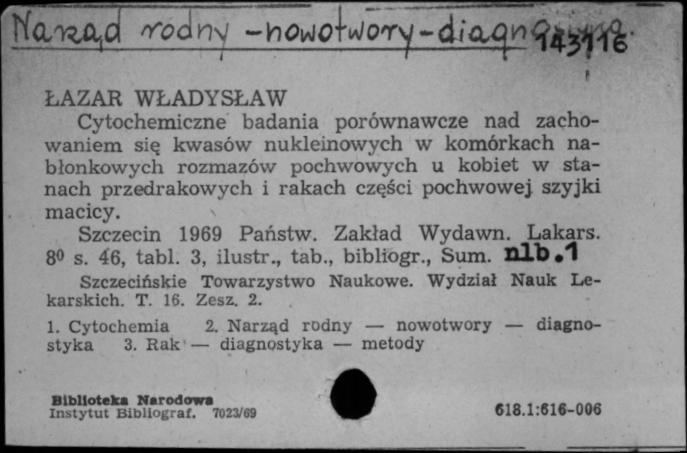 Narząd rodny - nowotwory - diagn
143116
ŁAZAR WŁADYSŁAW
Cytochemiczne badania porównawcze nad zacho-
waniem się kwasów nukleinowych w komórkach na-
błonkowych rozmazów pochwowych u kobiet w sta-
nach przedrakowych i rakach części pochwowej szyjki
macicy.
Szczecin 1969 Państw. Zakład Wydawn. Lakars.
8⁰ s. 46, tabl. 3, ilustr., tab., bibliogr., Sum. nlb.1
Szczecińskie Towarzystwo Naukowe. Wydział Nauk Le-
karskich. T. 16. Zesz. 2.
1. Cytochemia 2. Narząd rodny — nowotwory — diagno-
styka 3. Rak — diagnostyka — metody
Biblioteka Narodowa
Instytut Bibliograf. 7023/69
618.1:616-006